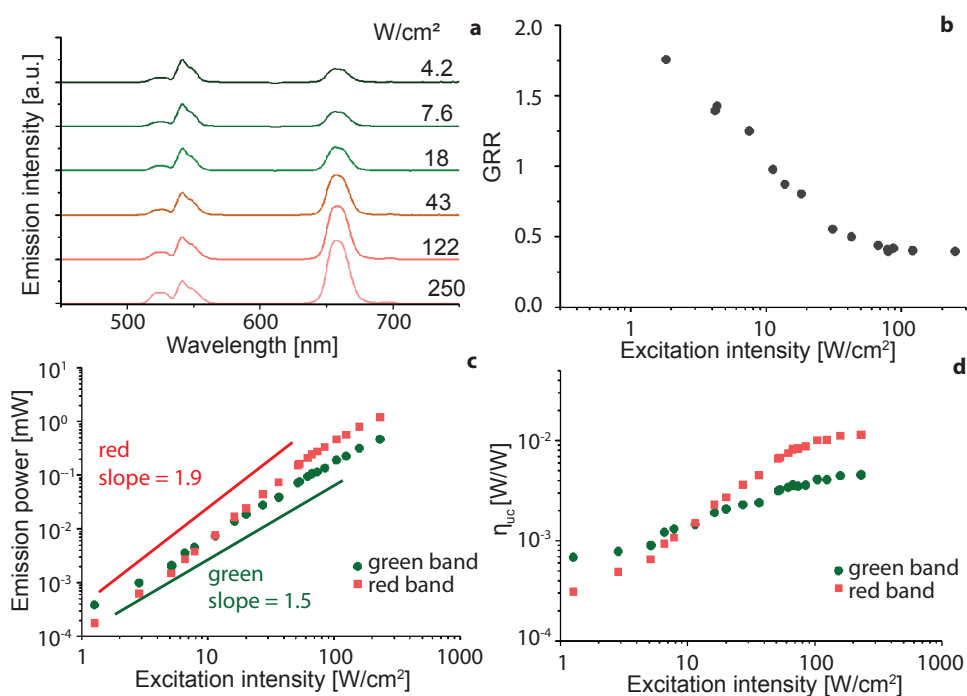 a
W/cm²
4.2
7.6
18
43
122
250
Emission intensity [a.u.]
500 600 700
Wavelength [nm]
b
2.0
1.5
1
0.5
0.0
GRR
1 10 100
Excitation intensity [W/cm²]
c
10¹
10⁰
10⁻¹
10⁻²
10⁻³
10⁻⁴
Emission power [mW]
red
slope = 1.9
green
slope = 1.5
green band
red band
1 10 100 1000
Excitation intensity [W/cm²]
d
10⁻²
10⁻³
10⁻⁴
η_uc [W/W]
green band
red band
1 10 100 1000
Excitation intensity [W/cm²]